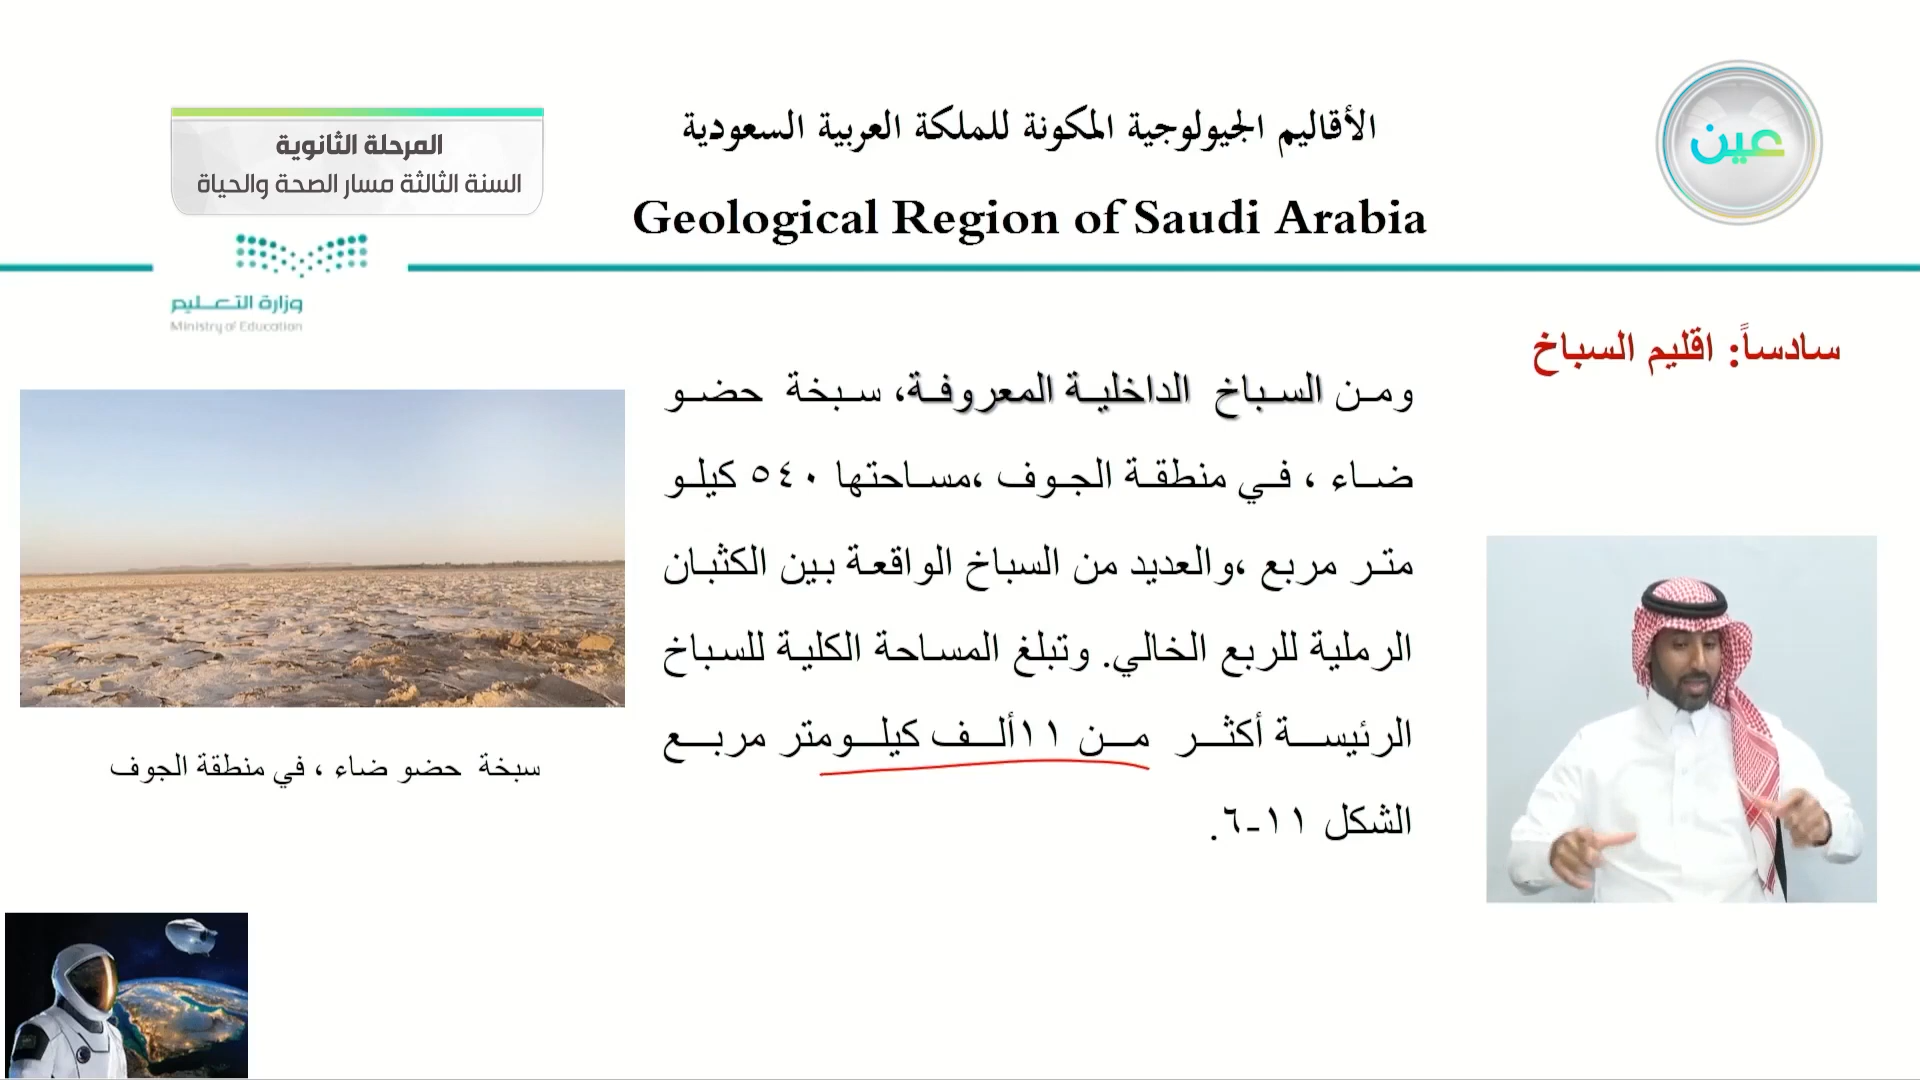 الأقاليم الجيولوجية المكونة للملكة العربية السعودية
Geological Region of Saudi Arabia
عين
المرحلة الثانوية
السنة الثالثة مسار الصحة والحياة
وزارة التعليم
Ministry of Education
سادساً: اقليم السباخ
ومن السباخ الداخلية المعروفة، سبخة حضو
ضاء ، في منطقة الجوف ،مساحتها ٥٤٠ كيلو
متر مربع ،والعديد من السباخ الواقعة بين الكثبان
الرملية للربع الخالي. وتبلغ المساحة الكلية للسباخ
الرئيسة أكثر من ١١ألف كيلومتر مربع
الشكل ١١-٦.
سبخة حضو ضاء ، في منطقة الجوف